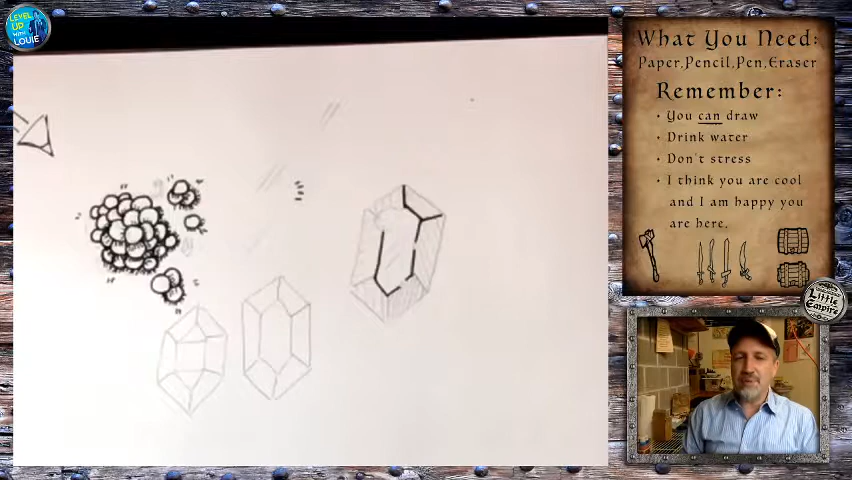 LEVEL
UP
with
LOUIE
What You Need:
Paper,Pencil,Pen,Eraser
Remember:
• You can draw
• Drink water
• Don't stress
• I think you are cool
and I am happy you
are here.
Little
Empire